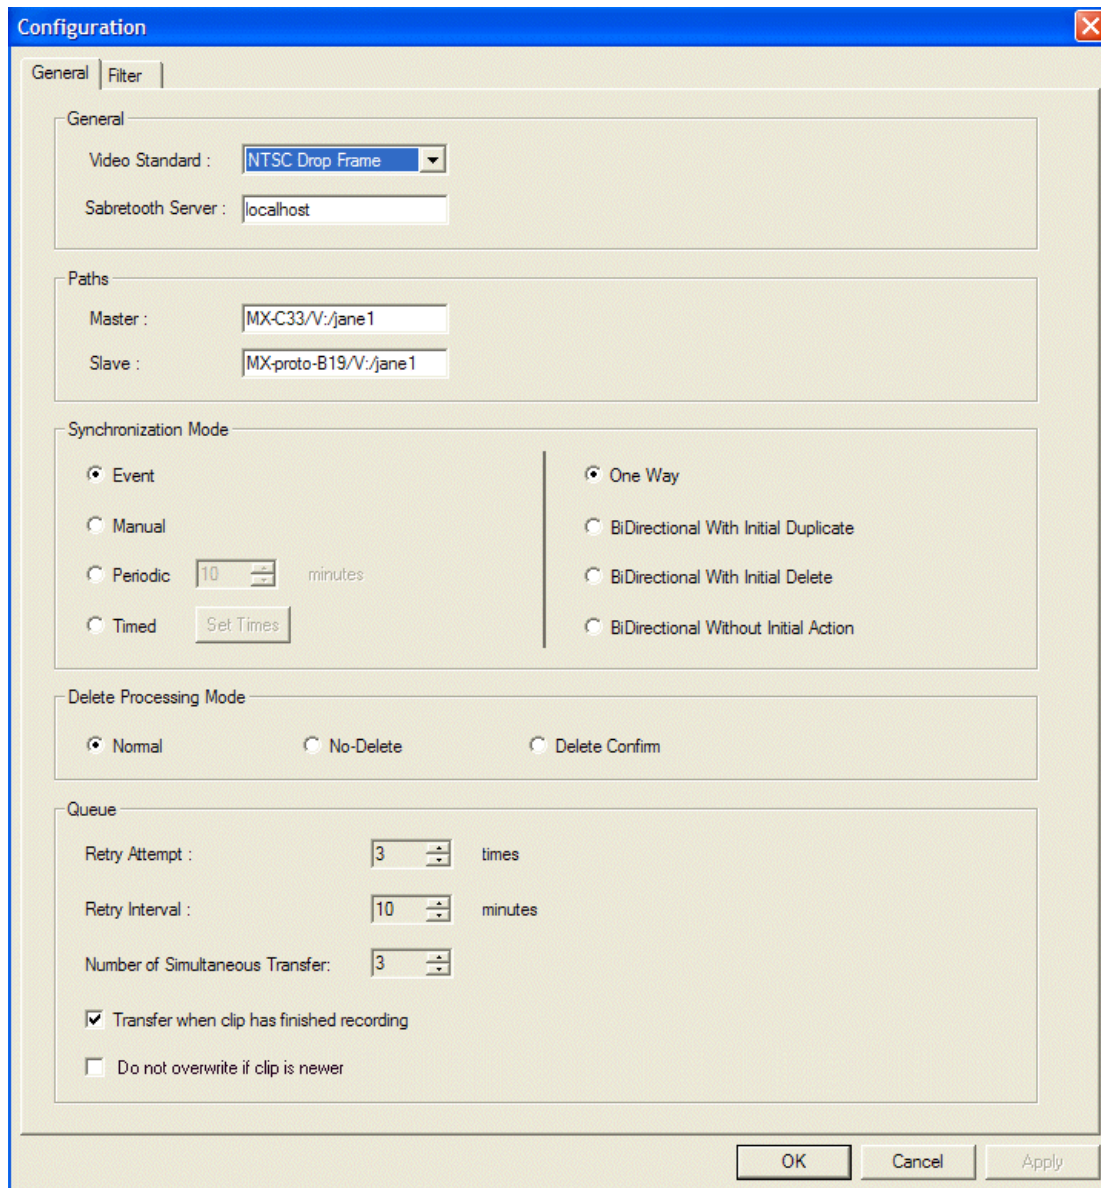 Configuration
General Filter
General
Video Standard : NTSC Drop Frame
Sabretooth Server : localhost
Paths
Master : MX-C33/V:/jane1
Slave : MX-proto-B19/V:/jane1
Synchronization Mode
Event One Way
Manual BiDirectional With Initial Duplicate
Periodic 10 minutes BiDirectional With Initial Delete
Timed Set Times BiDirectional Without Initial Action
Delete Processing Mode
Normal No-Delete Delete Confirm
Queue
Retry Attempt : 3 times
Retry Interval : 10 minutes
Number of Simultaneous Transfer: 3
Transfer when clip has finished recording
Do not overwrite if clip is newer
OK Cancel Apply